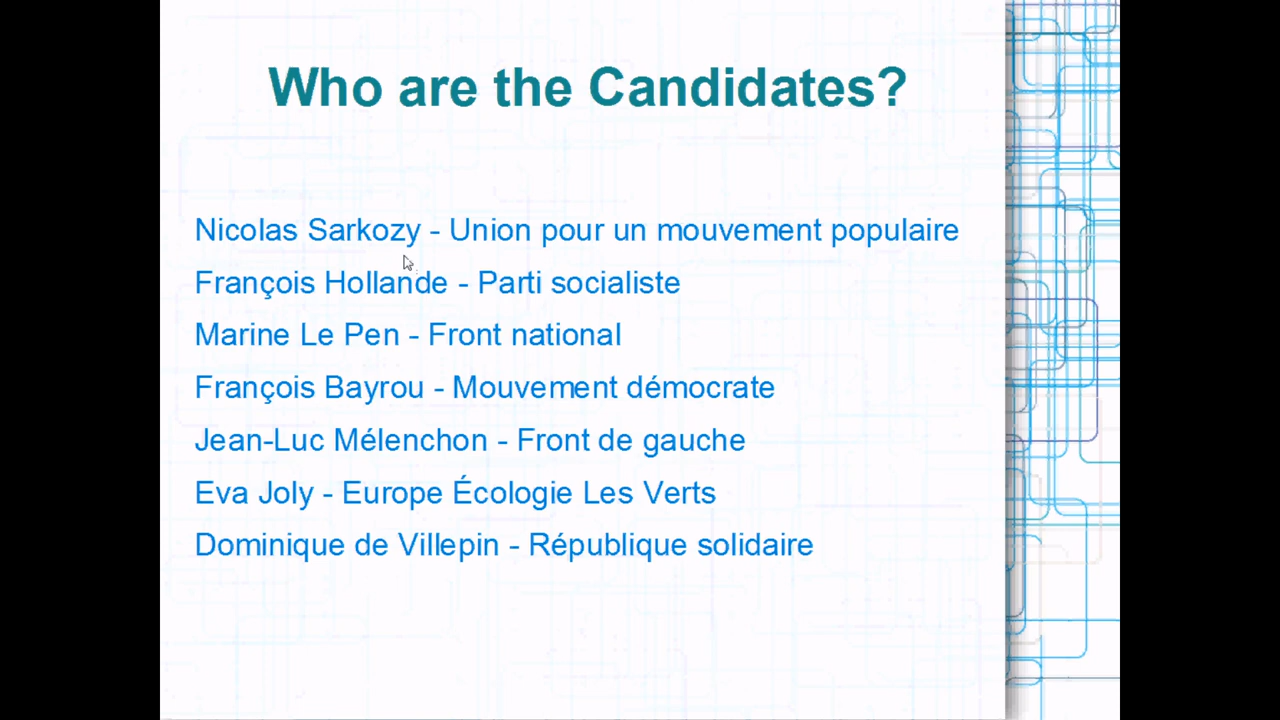 Who are the Candidates?
Nicolas Sarkozy - Union pour un mouvement populaire
François Hollande - Parti socialiste
Marine Le Pen - Front national
François Bayrou - Mouvement démocrate
Jean-Luc Mélenchon - Front de gauche
Eva Joly - Europe Écologie Les Verts
Dominique de Villepin - République solidaire